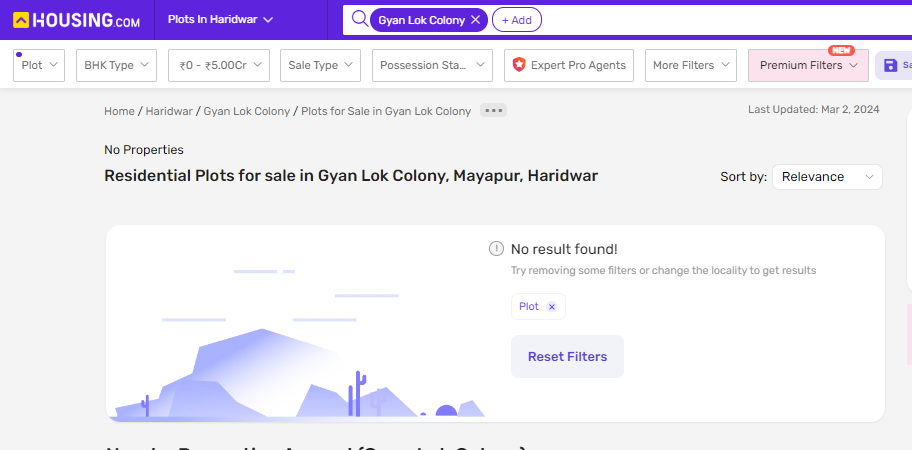 HOUSING.COM
Plots In Haridwar
Gyan Lok Colony
+ Add
Plot
BHK Type
₹0 - ₹5.00Cr
Sale Type
Possession Sta...
Expert Pro Agents
More Filters
NEW
Premium Filters
Home / Haridwar / Gyan Lok Colony / Plots for Sale in Gyan Lok Colony
Last Updated: Mar 2, 2024
No Properties
Residential Plots for sale in Gyan Lok Colony, Mayapur, Haridwar
Sort by: Relevance
No result found!
Try removing some filters or change the locality to get results
Plot
Reset Filters